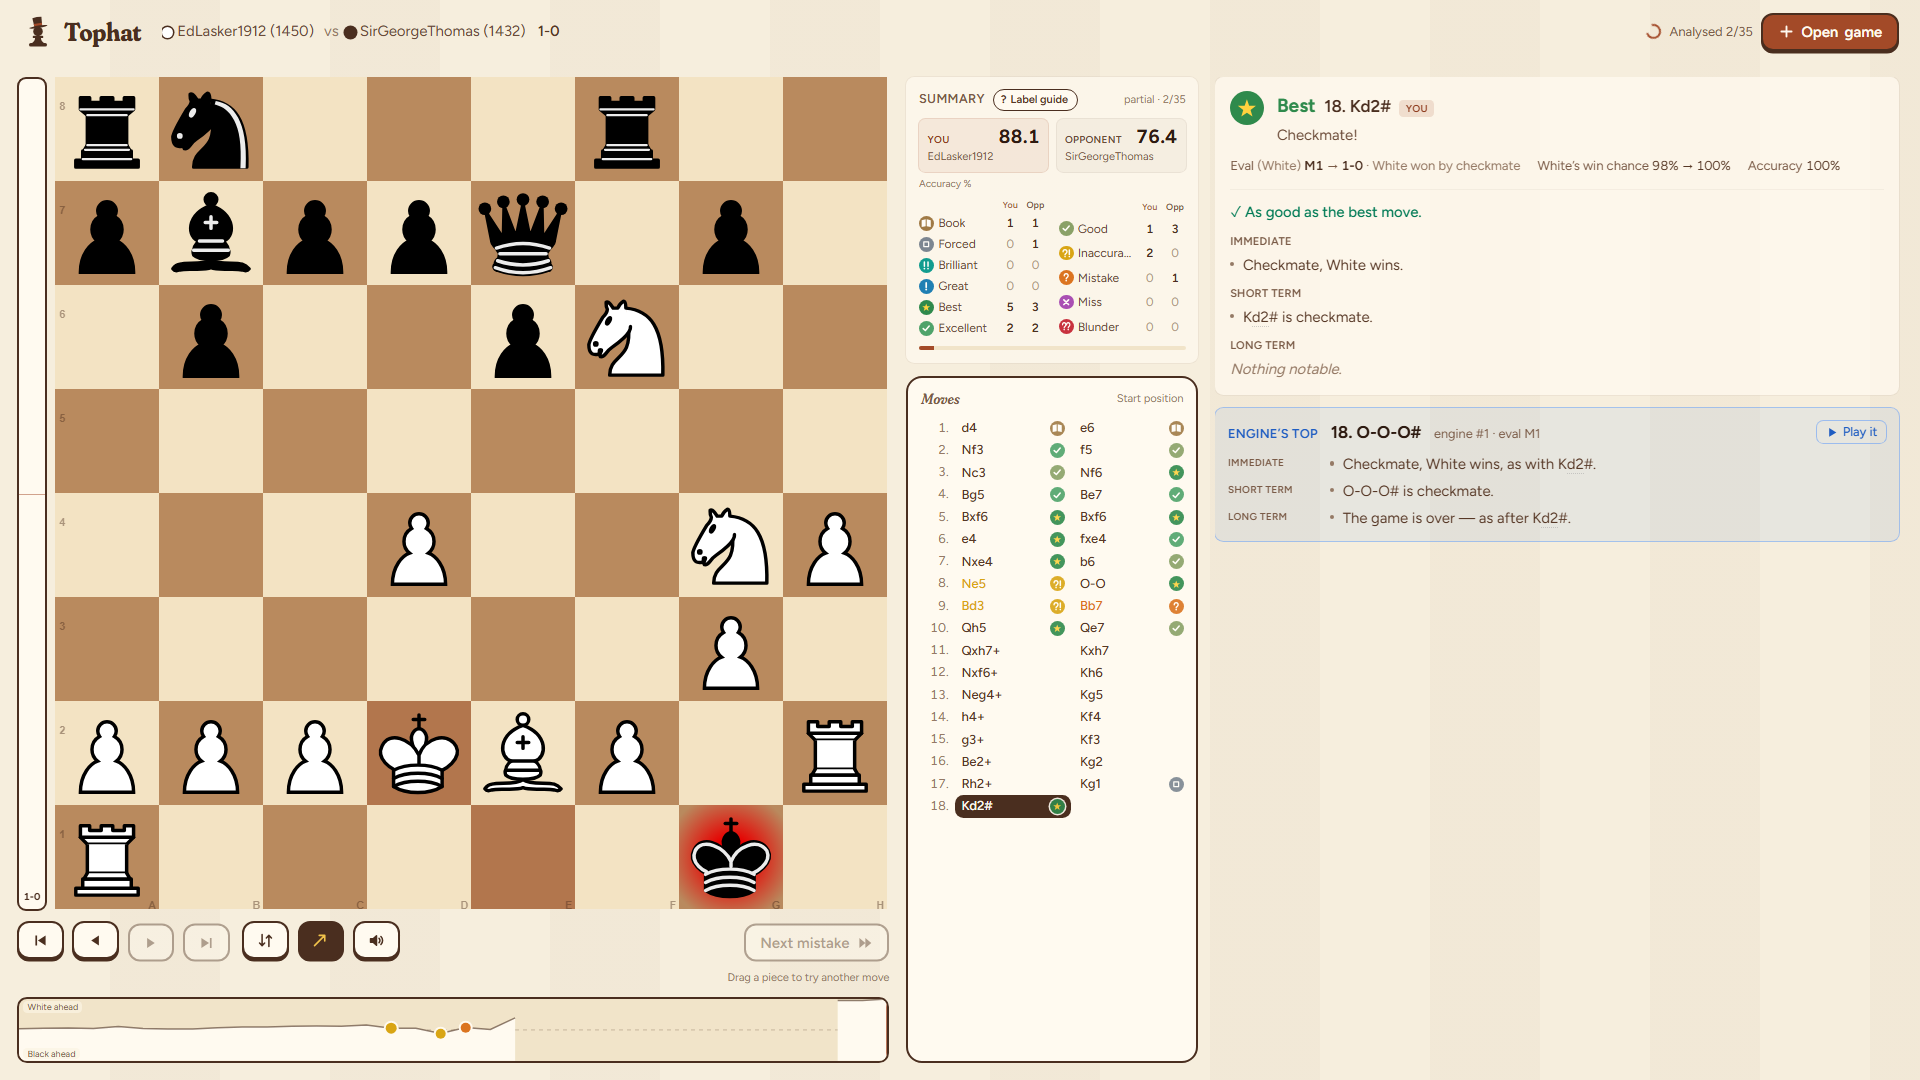 Tophat EdLasker1912 (1450) vs SirGeorgeThomas (1432) 1-0
Analysed 2/35 + Open game
8
7
6
5
4
3
2
1
A B C D E F G H
1-0
Next mistake
Drag a piece to try another move
White ahead
Black ahead
SUMMARY ? Label guide partial · 2/35
YOU 88.1
EdLasker1912
OPPONENT 76.4
SirGeorgeThomas
Accuracy %
You Opp
Book 1 1
Forced 0 1
!! Brilliant 0 0
! Great 0 0
Best 5 3
Excellent 2 2
You Opp
Good 1 3
?! Inaccura... 2 0
? Mistake 0 1
Miss 0 0
?? Blunder 0 0
Moves Start position
1. d4 e6
2. Nf3 f5
3. Nc3 Nf6
4. Bg5 Be7
5. Bxf6 Bxf6
6. e4 fxe4
7. Nxe4 b6
8. Ne5 ?! O-O
9. Bd3 ?! Bb7 ?
10. Qh5 Qe7
11. Qxh7+ Kxh7
12. Nxf6+ Kh6
13. Neg4+ Kg5
14. h4+ Kf4
15. g3+ Kf3
16. Be2+ Kg2
17. Rh2+ Kg1
18. Kd2#
Best 18. Kd2# YOU
Checkmate!
Eval (White) M1 → 1-0 · White won by checkmate White's win chance 98% → 100% Accuracy 100%
✓ As good as the best move.
IMMEDIATE
• Checkmate, White wins.
SHORT TERM
• Kd2# is checkmate.
LONG TERM
Nothing notable.
ENGINE'S TOP 18. O-O-O# engine #1 · eval M1 Play it
IMMEDIATE • Checkmate, White wins, as with Kd2#.
SHORT TERM • O-O-O# is checkmate.
LONG TERM • The game is over — as after Kd2#.